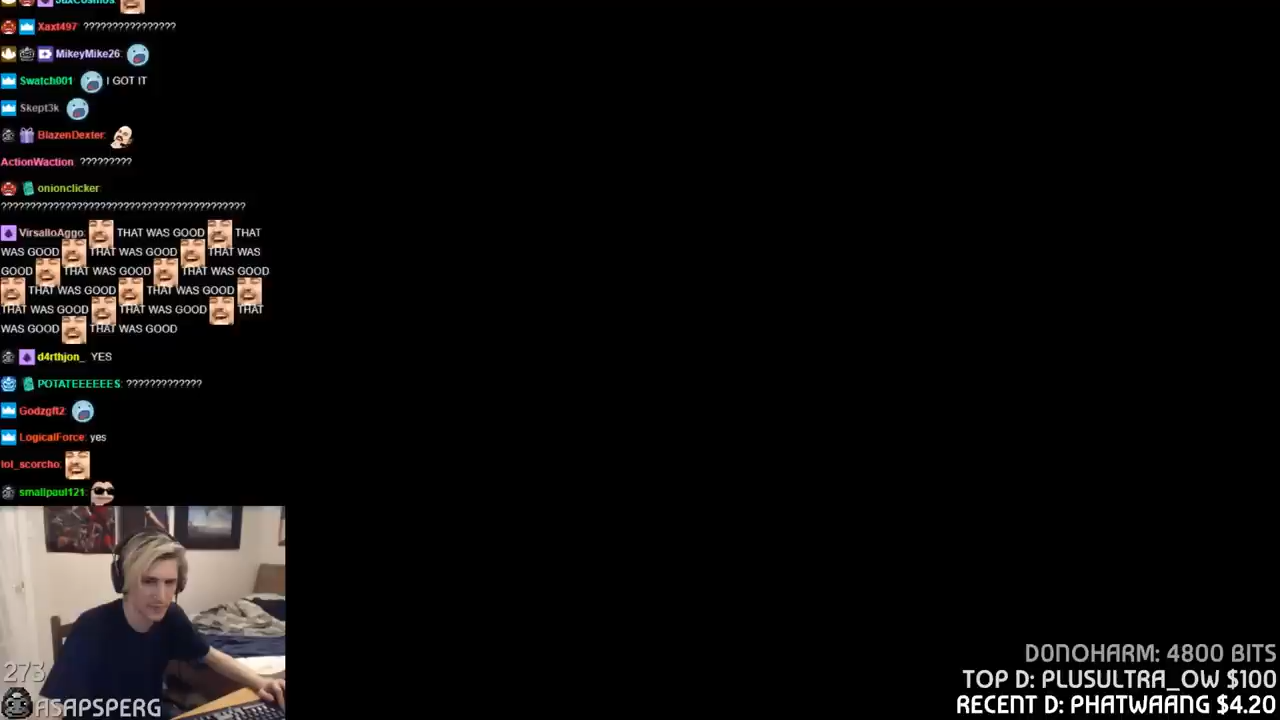 JaxCosmos:
Xaxt497: ????????????????
MikeyMike26:
Swatch001 I GOT IT
Skept3k
BlazenDexter:
ActionWaction ?????????
onionclicker:
??????????????????????????????????????????
VirsalloAggo: THAT WAS GOOD THAT
WAS GOOD THAT WAS GOOD THAT WAS
GOOD THAT WAS GOOD THAT WAS GOOD
THAT WAS GOOD THAT WAS GOOD
THAT WAS GOOD THAT WAS GOOD THAT
WAS GOOD THAT WAS GOOD
d4rthjon_ YES
POTATEEEEEES: ?????????????
Godzgft2:
LogicalForce: yes
lol_scorcho:
smallpaul121:
273
ASAPSPERG
DONOHARM: 4800 BITS
TOP D: PLUSULTRA_OW $100
RECENT D: PHATWAANG $4.20